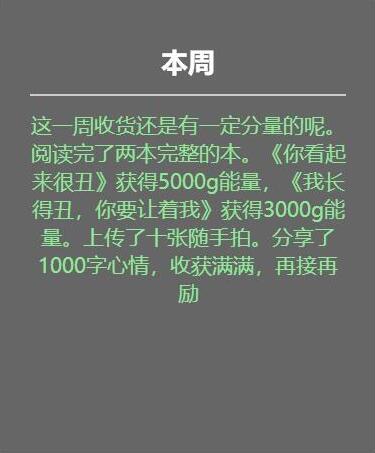 本周
这一周收货还是有一定分量的呢。
阅读完了两本完整的本。《你看起
来很丑》获得5000g能量，《我长
得丑，你要让着我》获得3000g能
量。上传了十张随手拍。分享了
1000字心情，收获满满，再接再
励